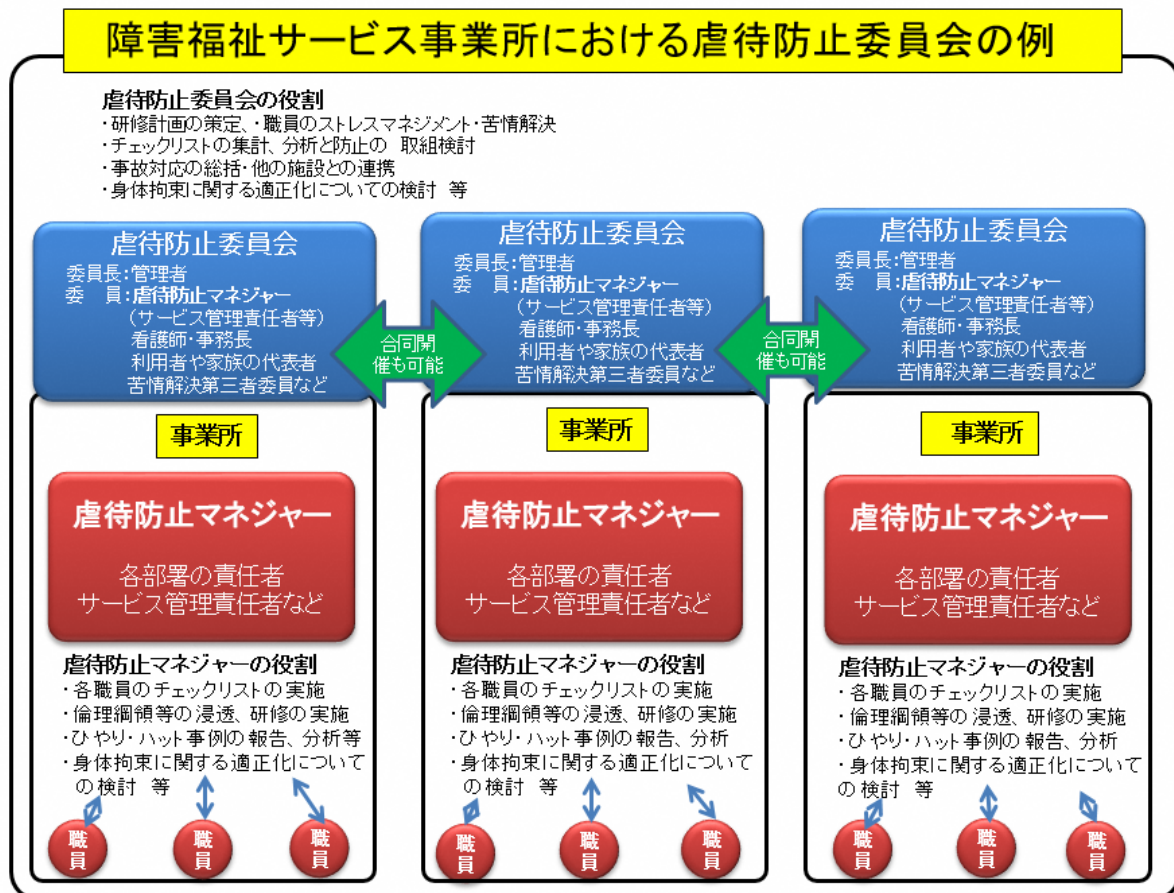 障害福祉サービス事業所における虐待防止委員会の例
虐待防止委員会の役割
・研修計画の策定、・職員のストレスマネジメント・苦情解決
・チェックリストの集計、分析と防止の 取組検討
・事故対応の総括・他の施設との連携
・身体拘束に関する適正化についての検討 等
虐待防止委員会
委員長：管理者
委　員：虐待防止マネジャー
（サービス管理責任者等）
看護師・事務長
利用者や家族の代表者
苦情解決第三者委員など
合同開
催も可能
虐待防止委員会
委員長：管理者
委　員：虐待防止マネジャー
（サービス管理責任者等）
看護師・事務長
利用者や家族の代表者
苦情解決第三者委員など
合同開
催も可能
虐待防止委員会
委員長：管理者
委　員：虐待防止マネジャー
（サービス管理責任者等）
看護師・事務長
利用者や家族の代表者
苦情解決第三者委員など
事業所
虐待防止マネジャー
各部署の責任者
サービス管理責任者など
虐待防止マネジャーの役割
・各職員のチェックリストの実施
・倫理綱領等の浸透、研修の実施
・ひやり・ハット事例の報告、分析等
・身体拘束に関する適正化について
の検討 等
職
員
職
員
職
員
事業所
虐待防止マネジャー
各部署の責任者
サービス管理責任者など
虐待防止マネジャーの役割
・各職員のチェックリストの実施
・倫理綱領等の浸透、研修の実施
・ひやり・ハット事例の報告、分析
・身体拘束に関する適正化について
の検討 等
職
員
職
員
職
員
事業所
虐待防止マネジャー
各部署の責任者
サービス管理責任者など
虐待防止マネジャーの役割
・各職員のチェックリストの実施
・倫理綱領等の浸透、研修の実施
・ひやり・ハット事例の報告、分析
・身体拘束に関する適正化について
の検討 等
職
員
職
員
職
員